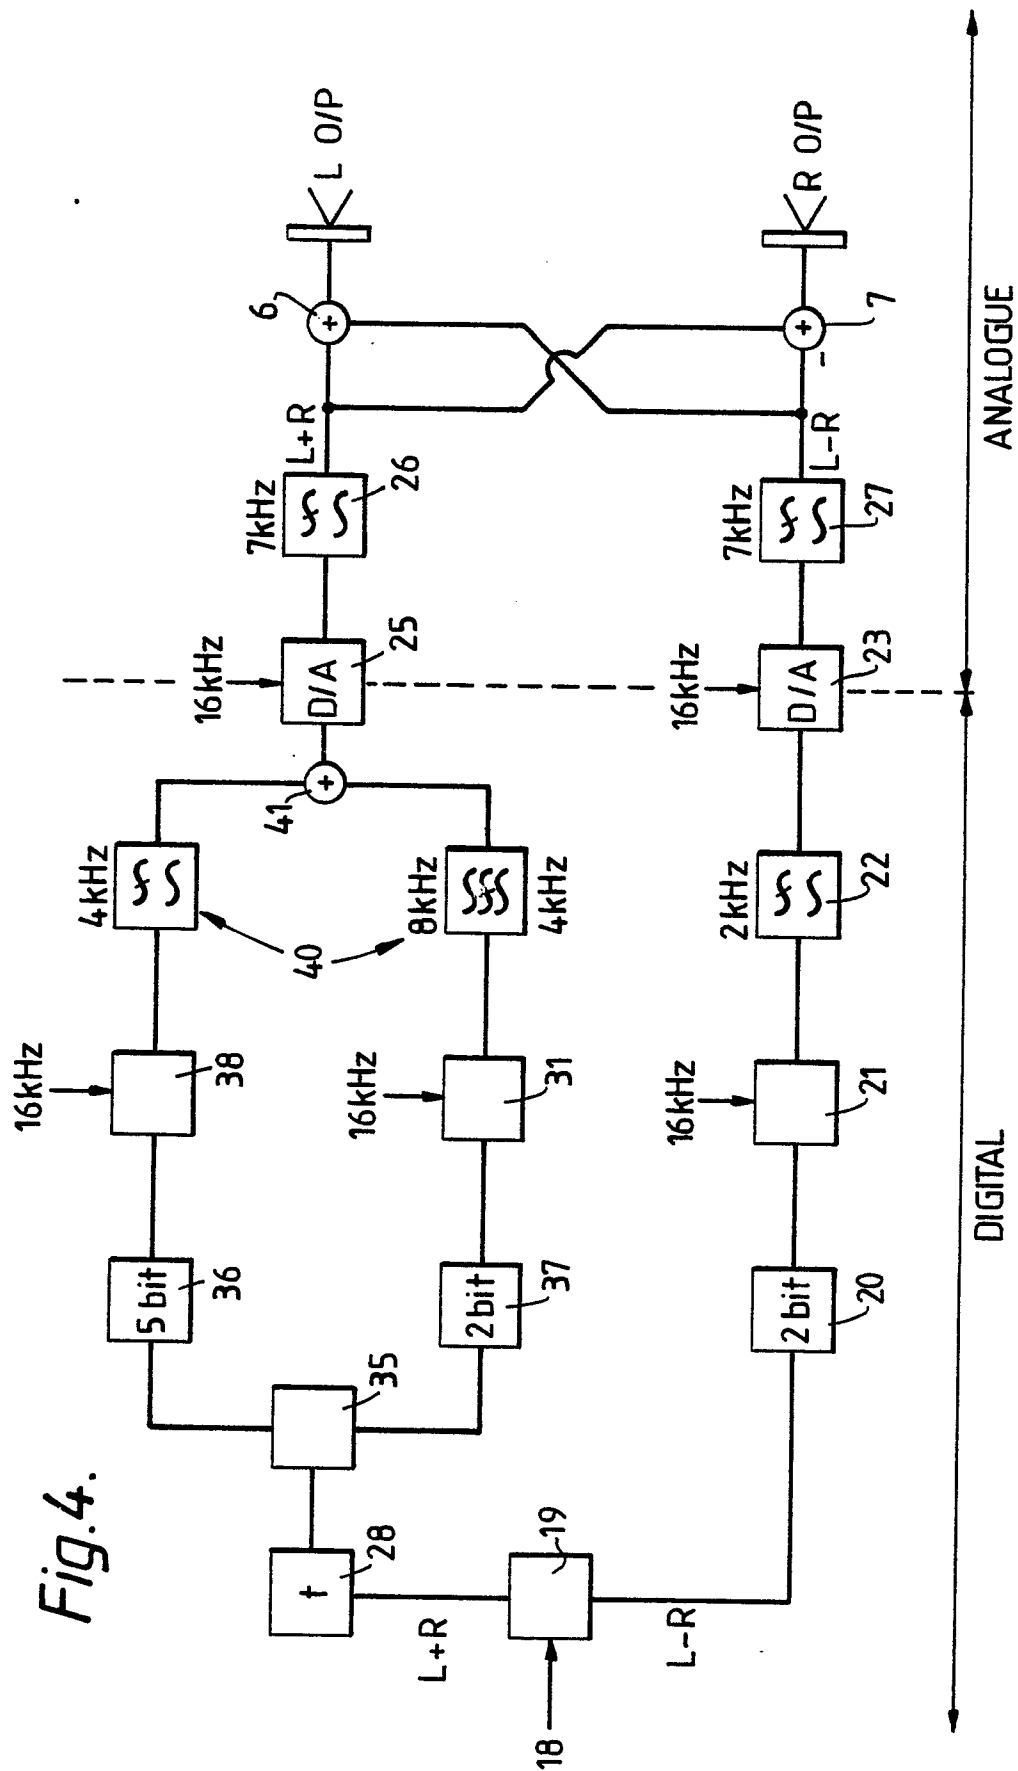 Fig.4.
18
19
L+R
L-R
t
28
35
5 bit
36
2 bit
37
2 bit
20
16kHz
38
16kHz
31
16kHz
21
4kHz
40
8kHz
4kHz
2kHz
22
41
+
16kHz
D/A
25
16kHz
D/A
23
7kHz
26
7kHz
27
L+R
L-R
6
+
7
+
-
L O/P
R O/P
DIGITAL
ANALOGUE